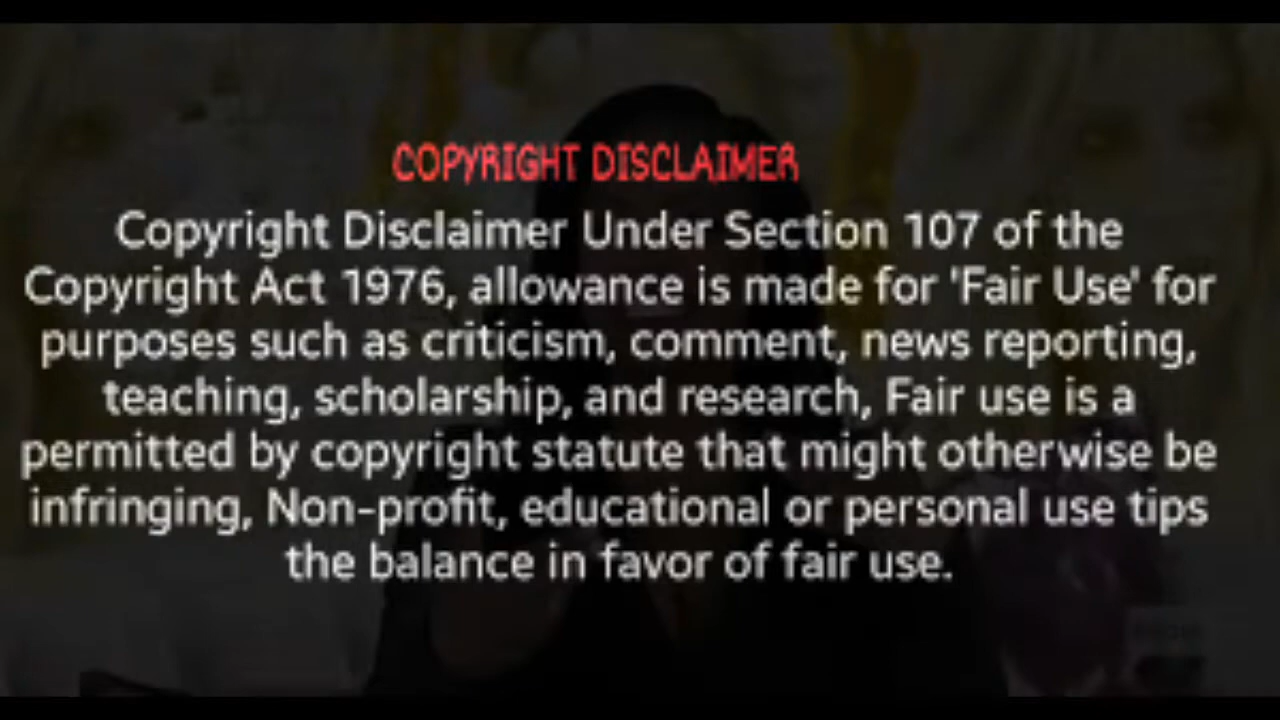 COPYRIGHT DISCLAIMER
Copyright Disclaimer Under Section 107 of the
Copyright Act 1976, allowance is made for 'Fair Use' for
purposes such as criticism, comment, news reporting,
teaching, scholarship, and research, Fair use is a
permitted by copyright statute that might otherwise be
infringing, Non-profit, educational or personal use tips
the balance in favor of fair use.